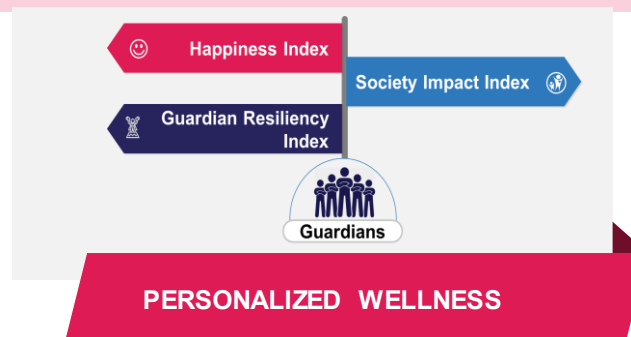 Happiness Index
Society Impact Index
Guardian Resiliency
Index
Guardians
PERSONALIZED WELLNESS